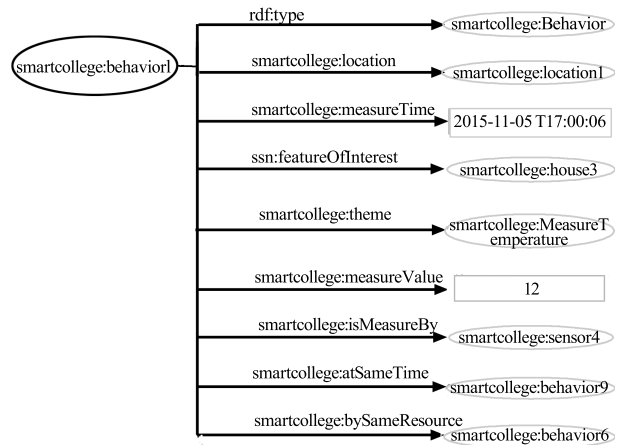 rdf:type
smartcollege:Behavior
smartcollege:behavior1
smartcollege:location
smartcollege:location1
smartcollege:measureTime
2015-11-05 T17:00:06
ssn:featureOfInterest
smartcollege:house3
smartcollege:theme
smartcollege:MeasureT
emperature
smartcollege:measureValue
12
smartcollege:isMeasureBy
smartcollege:sensor4
smartcollege:atSameTime
smartcollege:behavior9
smartcollege:bySameResource
smartcollege:behavior6